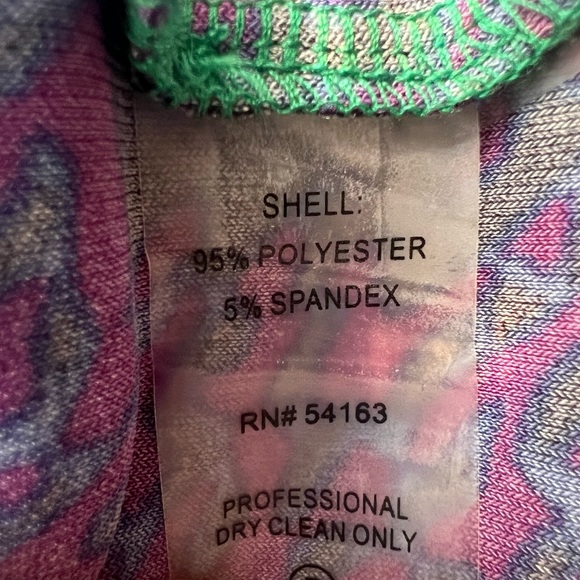 SHELL:
95% POLYESTER
5% SPANDEX
RN# 54163
PROFESSIONAL
DRY CLEAN ONLY